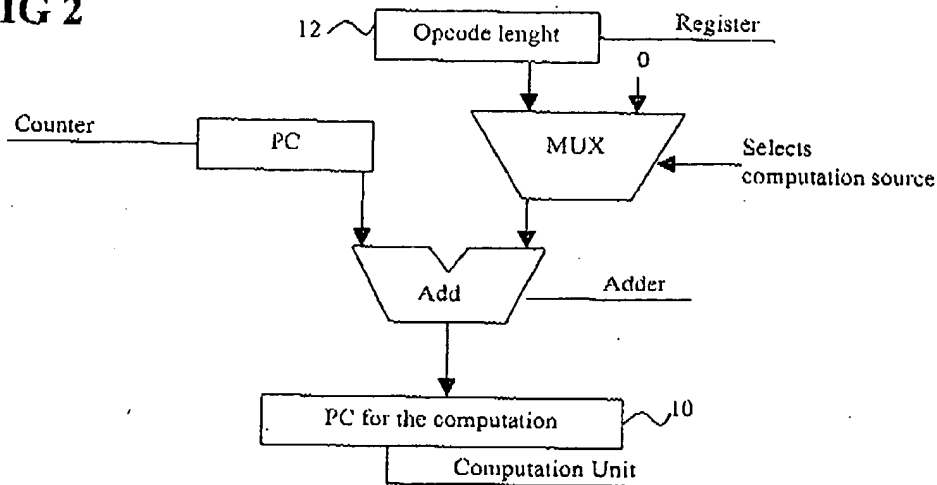 IG 2
12
Opcode lenght
Register
0
Counter
PC
MUX
Selects
computation source
Add
Adder
PC for the computation
10
Computation Unit